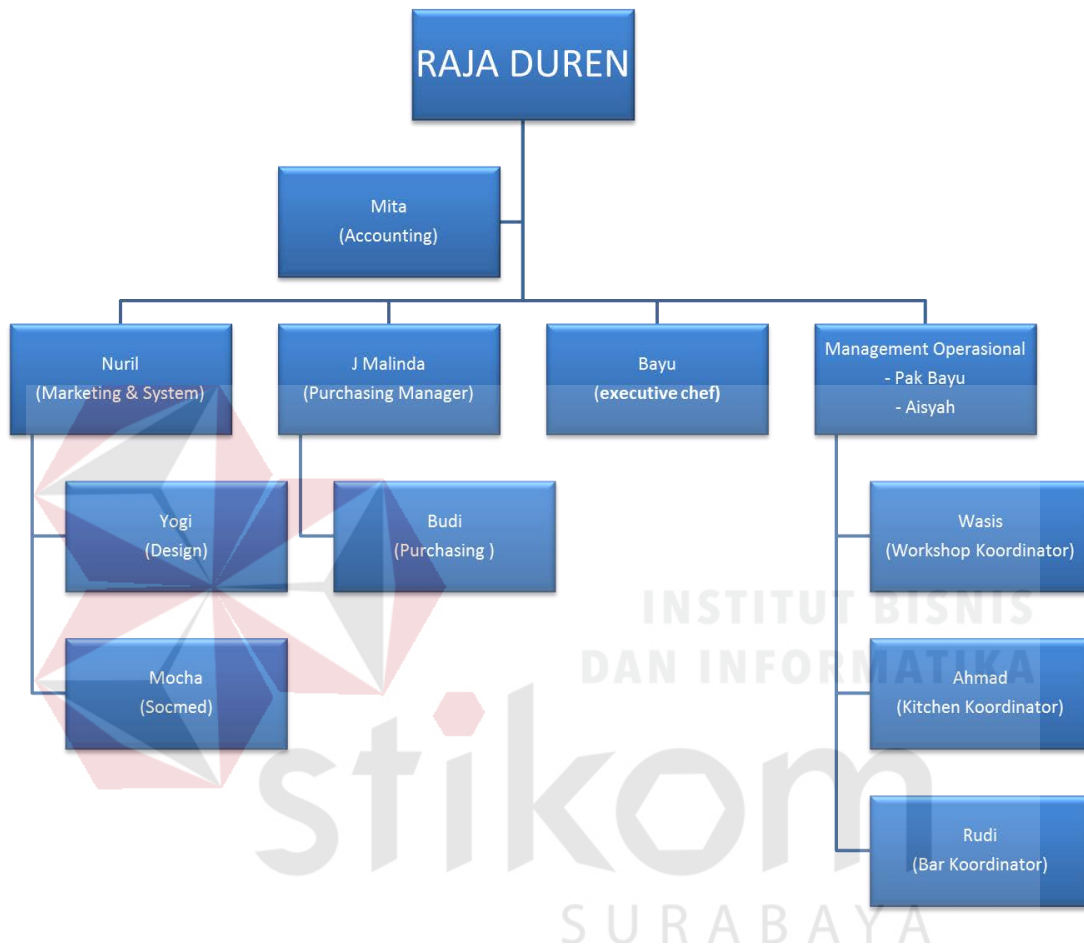 RAJA DUREN
Mita
(Accounting)
Nuril
(Marketing & System)
J Malinda
(Purchasing Manager)
Bayu
(executive chef)
Management Operasional
- Pak Bayu
- Aisyah
Yogi
(Design)
Budi
(Purchasing )
Wasis
(Workshop Koordinator)
Mocha
(Socmed)
Ahmad
(Kitchen Koordinator)
Rudi
(Bar Koordinator)
INSTITUT BISNIS
DAN INFORMATIKA
stikom
SURABAYA